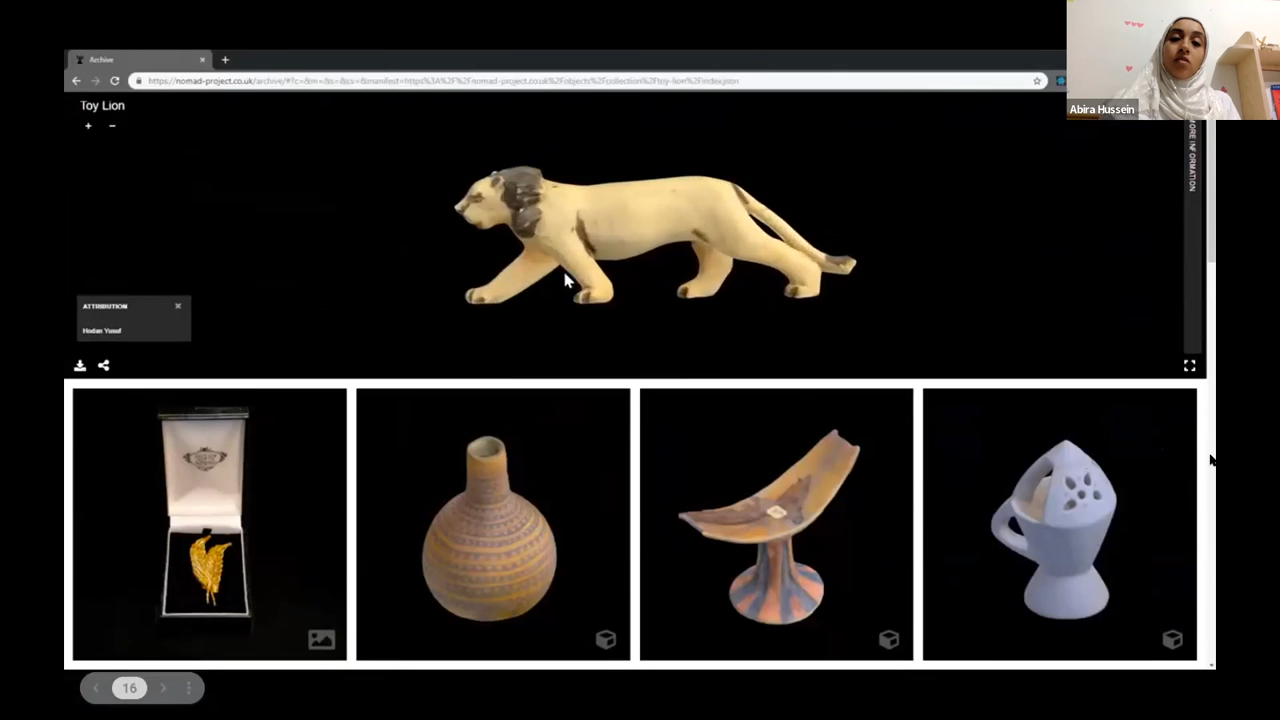 Archive
https://nomad-project.co.uk/archive/#?c=&m=&s=&cv=&manifest=https%3A%2F%2Fnomad-project.co.uk%2Fobjects%2Fcollection%2Ftoy-lion%2Findex.json
Abira Hussein
Toy Lion
MORE INFORMATION
ATTRIBUTION
Hodan Yusuf
16